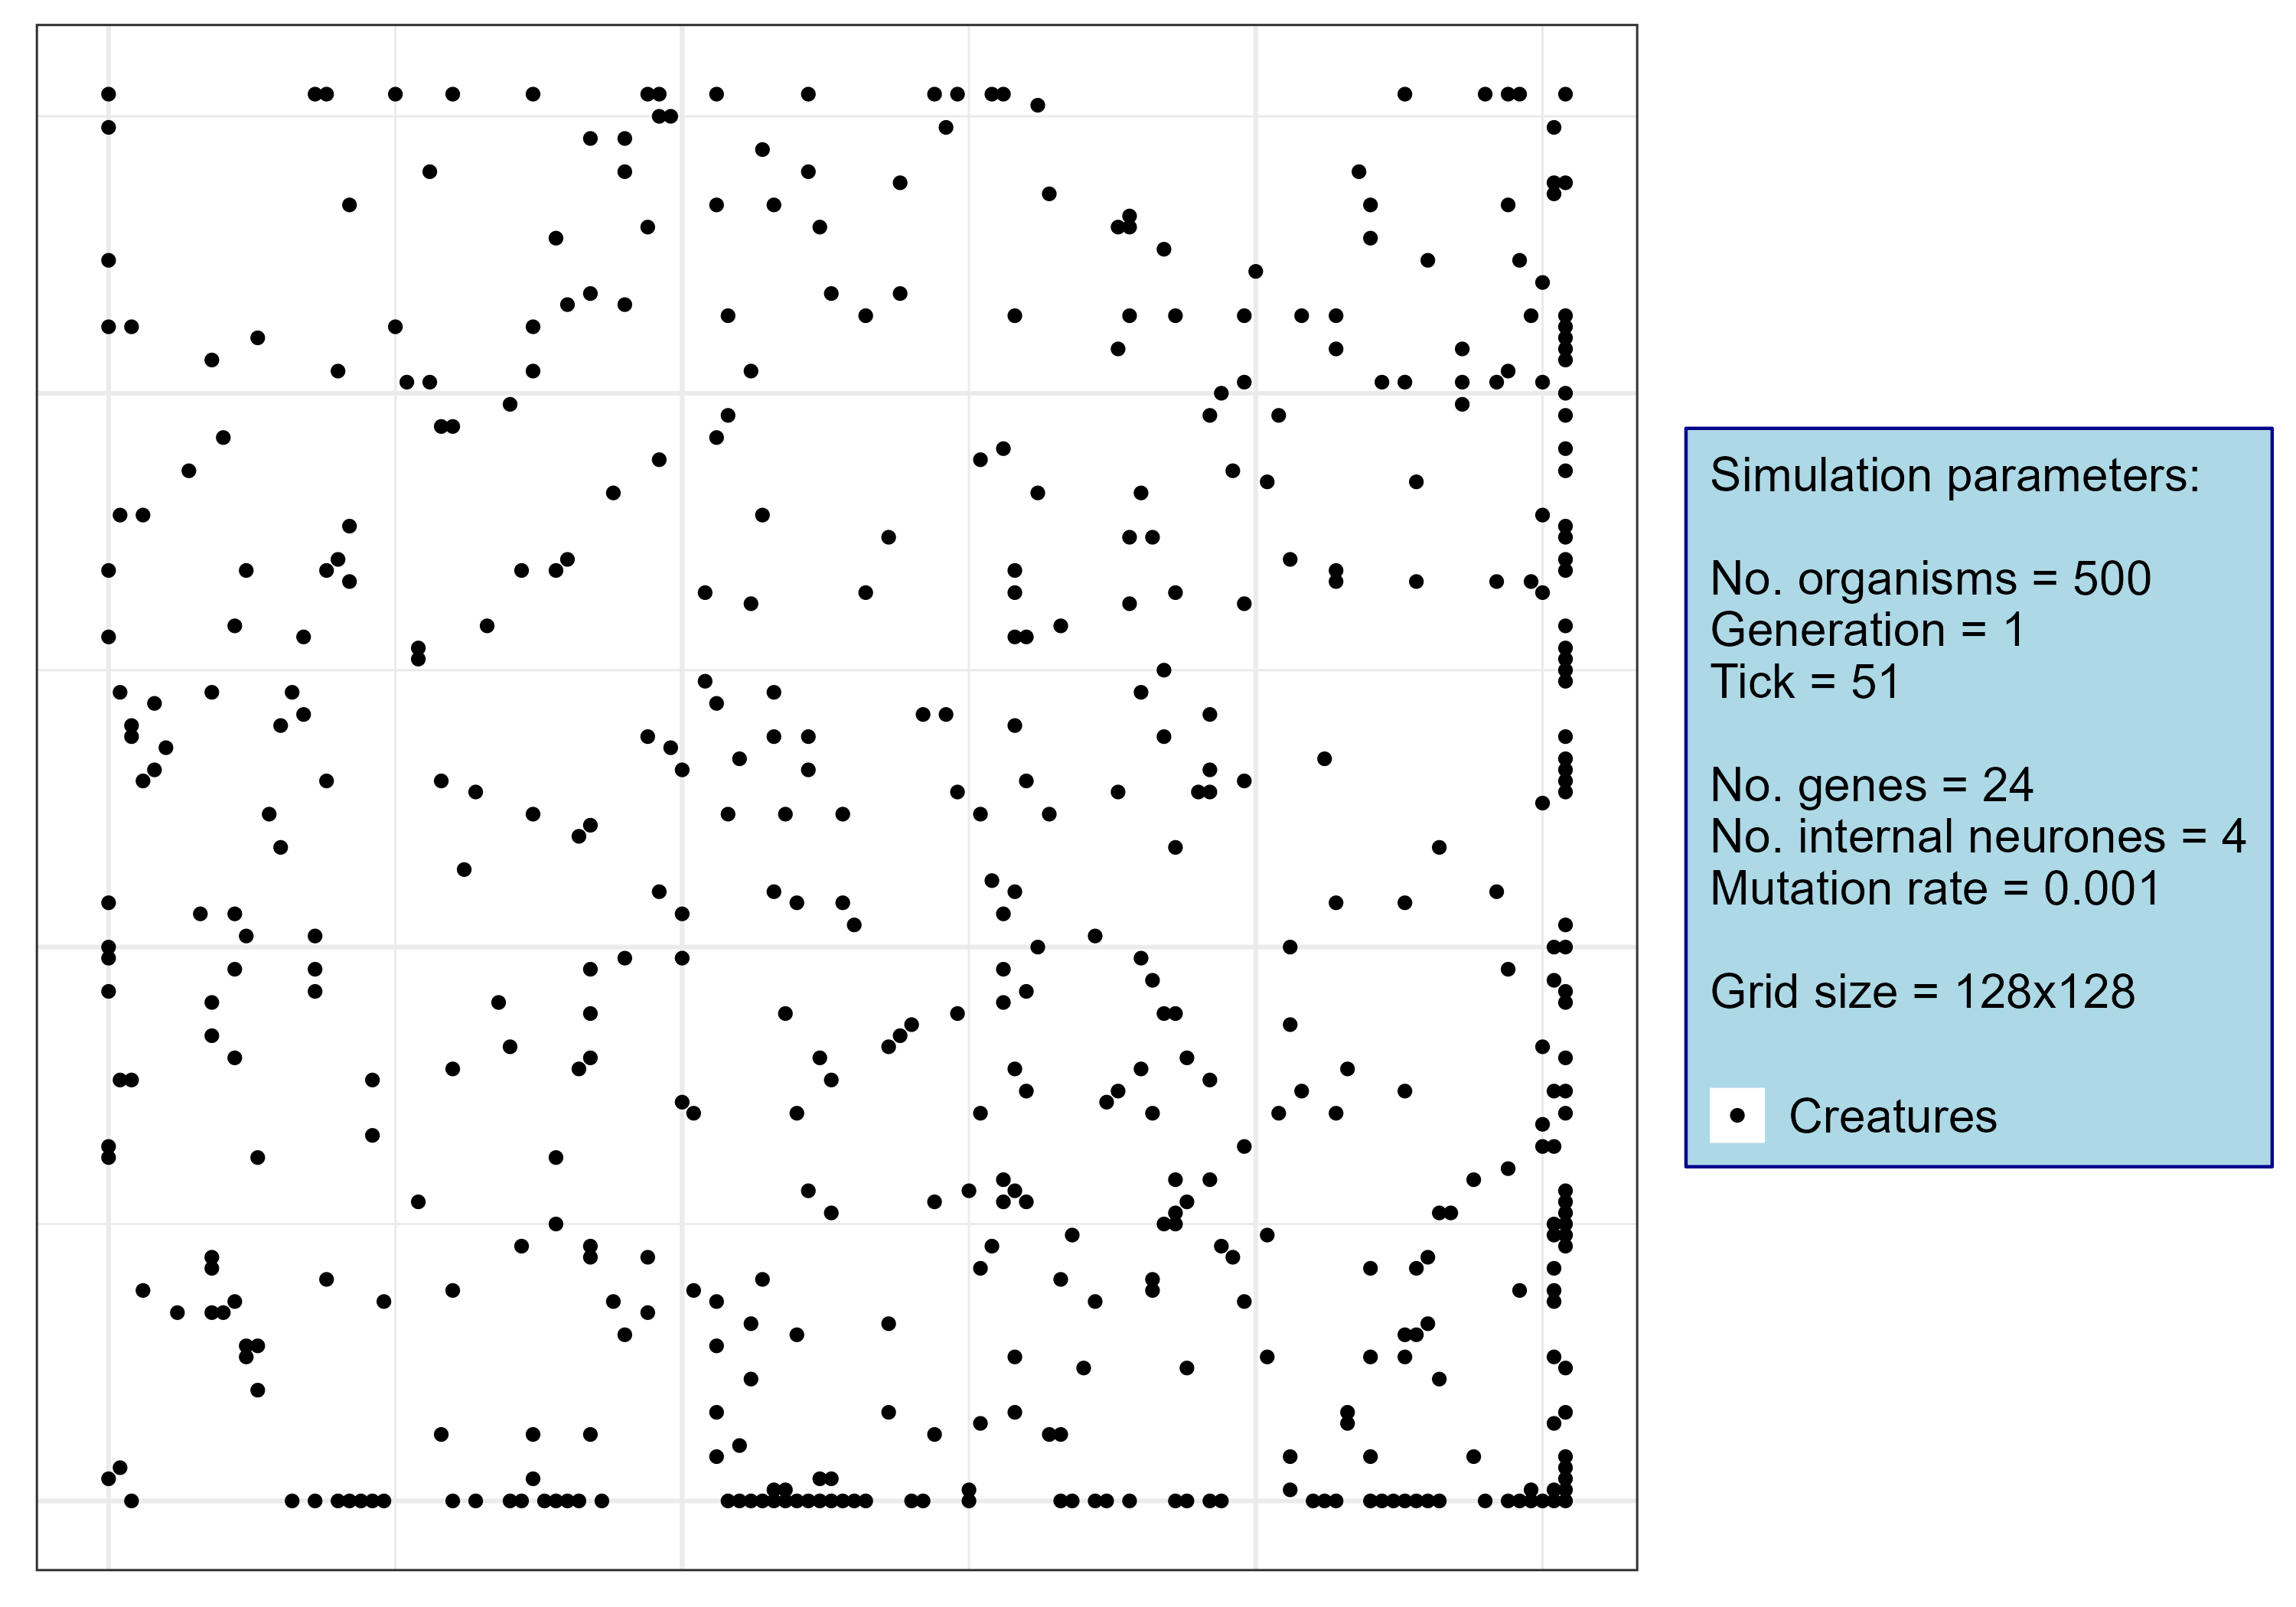 Simulation parameters:
No. organisms = 500
Generation = 1
Tick = 51
No. genes = 24
No. internal neurones = 4
Mutation rate = 0.001
Grid size = 128x128
Creatures